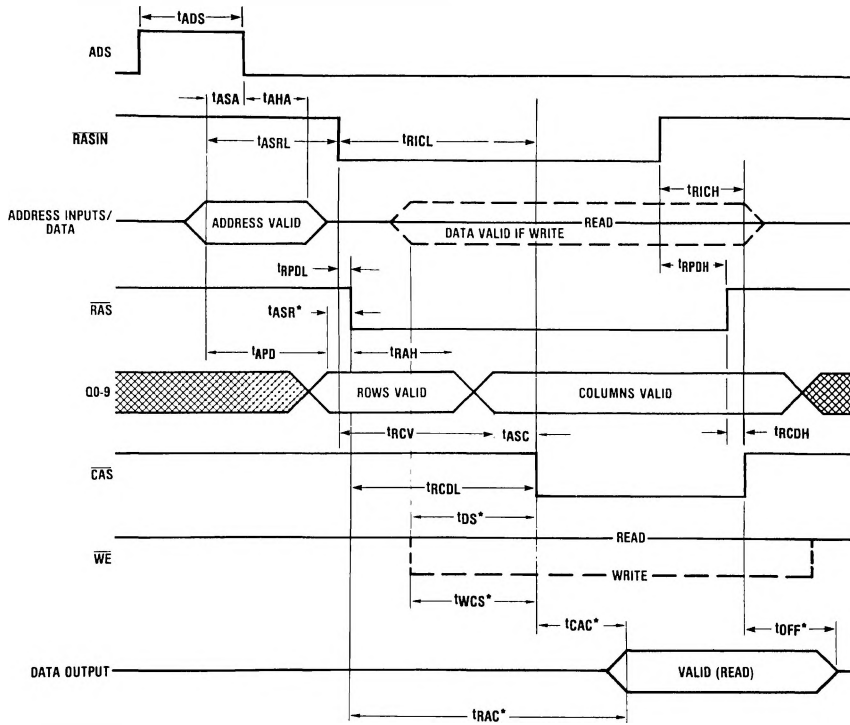 tADS
ADS
tASA
tAHA
RASIN
tASRL
tRICL
tRICH
ADDRESS INPUTS/
DATA
ADDRESS VALID
READ
DATA VALID IF WRITE
tRPDL
tRPDH
RAS
tASR*
tAPD
tRAH
Q0-9
ROWS VALID
COLUMNS VALID
tRCV
tASC
tRCDH
CAS
tRCDL
tDS*
READ
WE
WRITE
tWCS*
tCAC*
tOFF*
DATA OUTPUT
VALID (READ)
tRAC*